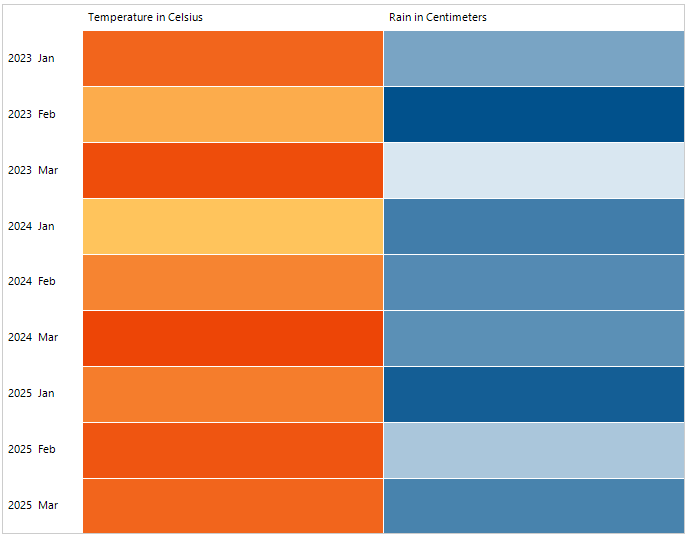 Temperature in Celsius Rain in Centimeters
2023 Jan
2023 Feb
2023 Mar
2024 Jan
2024 Feb
2024 Mar
2025 Jan
2025 Feb
2025 Mar